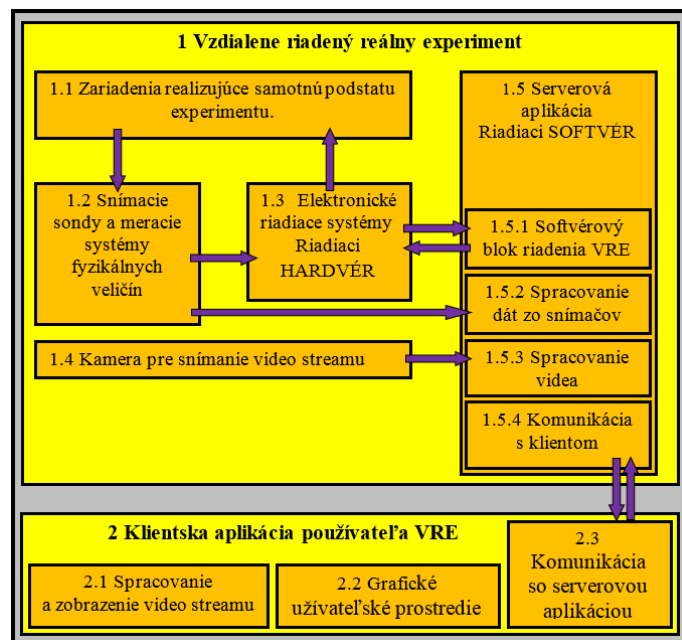 1 Vzdialene riadený reálny experiment
1.1 Zariadenia realizujúce samotnú podstatu
experimentu.
1.2 Snímacie
sondy a meracie
systémy
fyzikálnych
veličín
1.3 Elektronické
riadiace systémy
Riadiaci
HARDVÉR
1.4 Kamera pre snímanie video streamu
1.5 Serverová
aplikácia
Riadiaci SOFTVÉR
1.5.1 Softvérový
blok riadenia VRE
1.5.2 Spracovanie
dát zo snímačov
1.5.3 Spracovanie
videa
1.5.4 Komunikácia
s klientom
2 Klientska aplikácia používateľa VRE
2.1 Spracovanie
a zobrazenie video streamu
2.2 Grafické
užívateľské prostredie
2.3
Komunikácia
so serverovou
aplikáciou